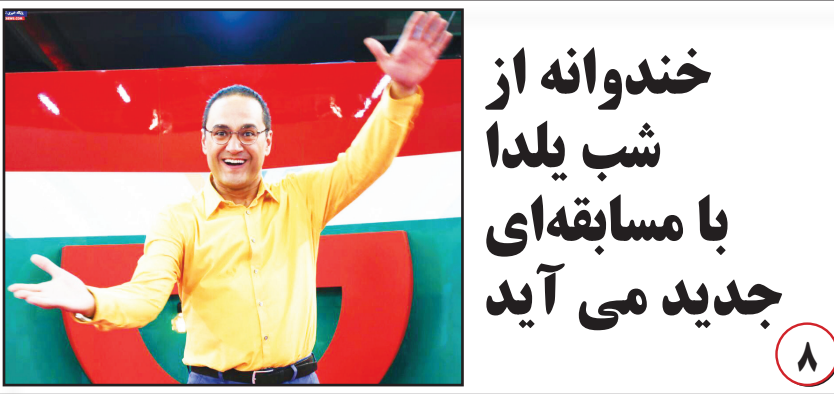 خندوانه از
شب یلدا
با مسابقه‌ای
جدید می آید
۸